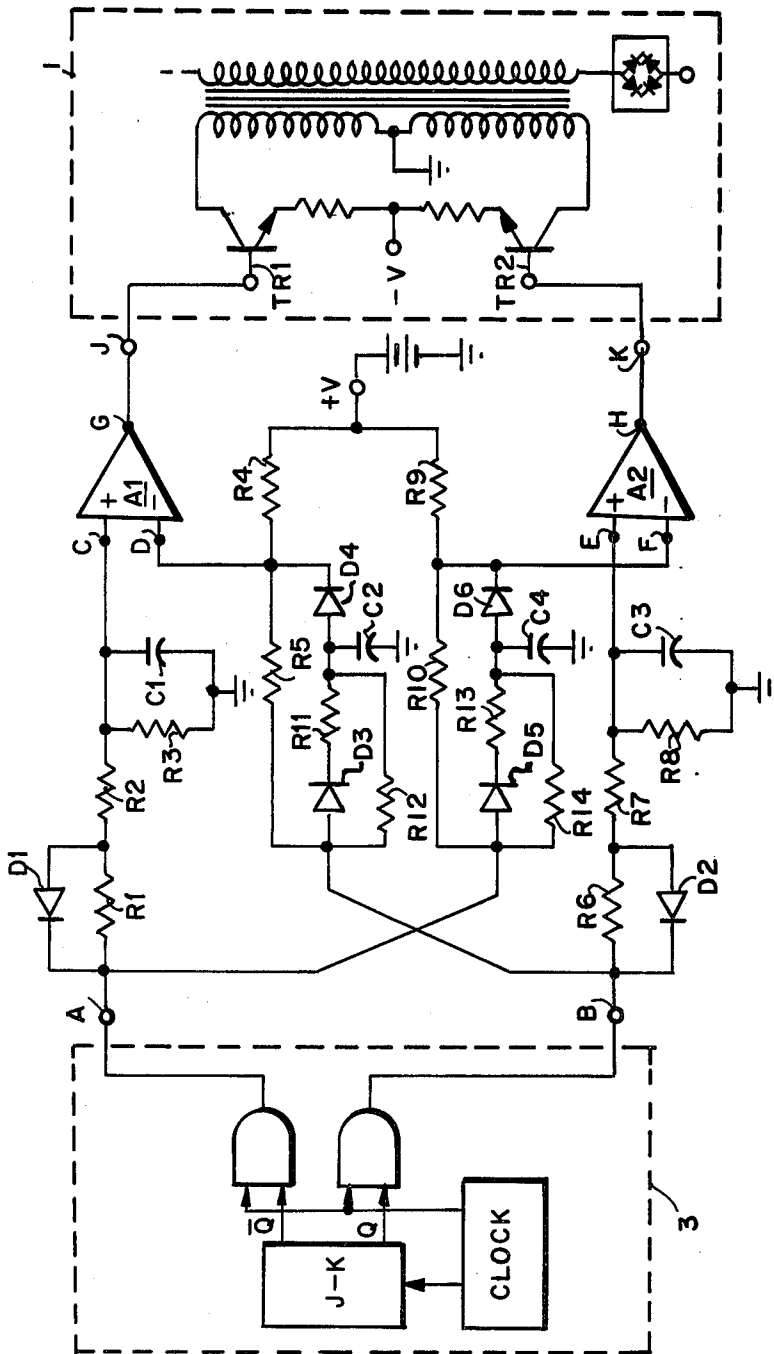 1
TR1
TR2
-V
J
K
G
H
+V
A1
+
-
A2
+
-
C
D
E
F
R4
R9
D4
D6
C2
C4
C1
C3
R3
R8
R5
R10
R11
R13
D3
D5
R12
R14
R2
R7
D1
R1
R6
D2
A
B
Q̅
Q
J-K
CLOCK
3